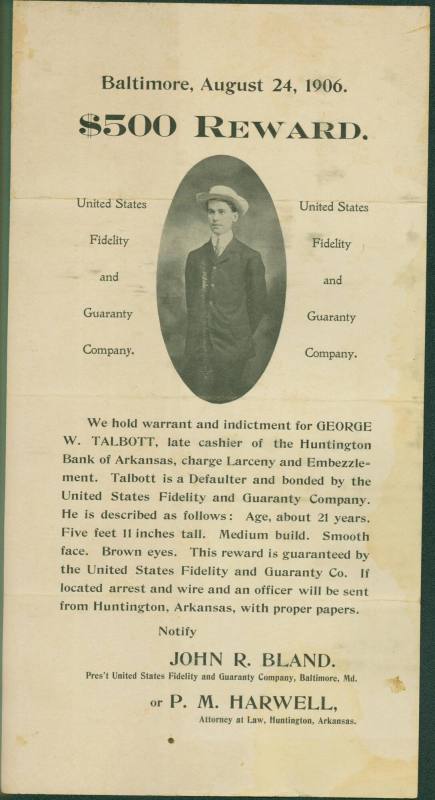 Baltimore, August 24, 1906.
$500 REWARD.
United States
Fidelity
and
Guaranty
Company.
United States
Fidelity
and
Guaranty
Company.
We hold warrant and indictment for GEORGE
W. TALBOTT, late cashier of the Huntington
Bank of Arkansas, charge Larceny and Embezzle-
ment. Talbott is a Defaulter and bonded by the
United States Fidelity and Guaranty Company.
He is described as follows: Age, about 21 years.
Five feet 11 inches tall. Medium build. Smooth
face. Brown eyes. This reward is guaranteed by
the United States Fidelity and Guaranty Co. If
located arrest and wire and an officer will be sent
from Huntington, Arkansas, with proper papers.
Notify
JOHN R. BLAND.
Pres't United States Fidelity and Guaranty Company, Baltimore, Md.
or P. M. HARWELL,
Attorney at Law, Huntington, Arkansas.